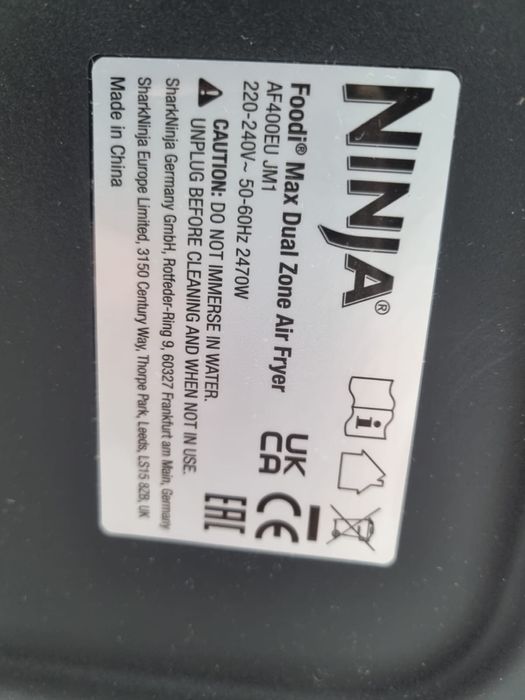 NINJA®
Foodi® Max Dual Zone Air Fryer
AF400EU JM1
220-240V~ 50-60Hz 2470W
CAUTION: DO NOT IMMERSE IN WATER.
UNPLUG BEFORE CLEANING AND WHEN NOT IN USE.
SharkNinja Germany GmbH, Rotfeder-Ring 9, 60327 Frankfurt am Main, Germany
SharkNinja Europe Limited, 3150 Century Way, Thorpe Park, Leeds, LS15 8ZB, UK
Made in China
UK
CA
CE
EAC